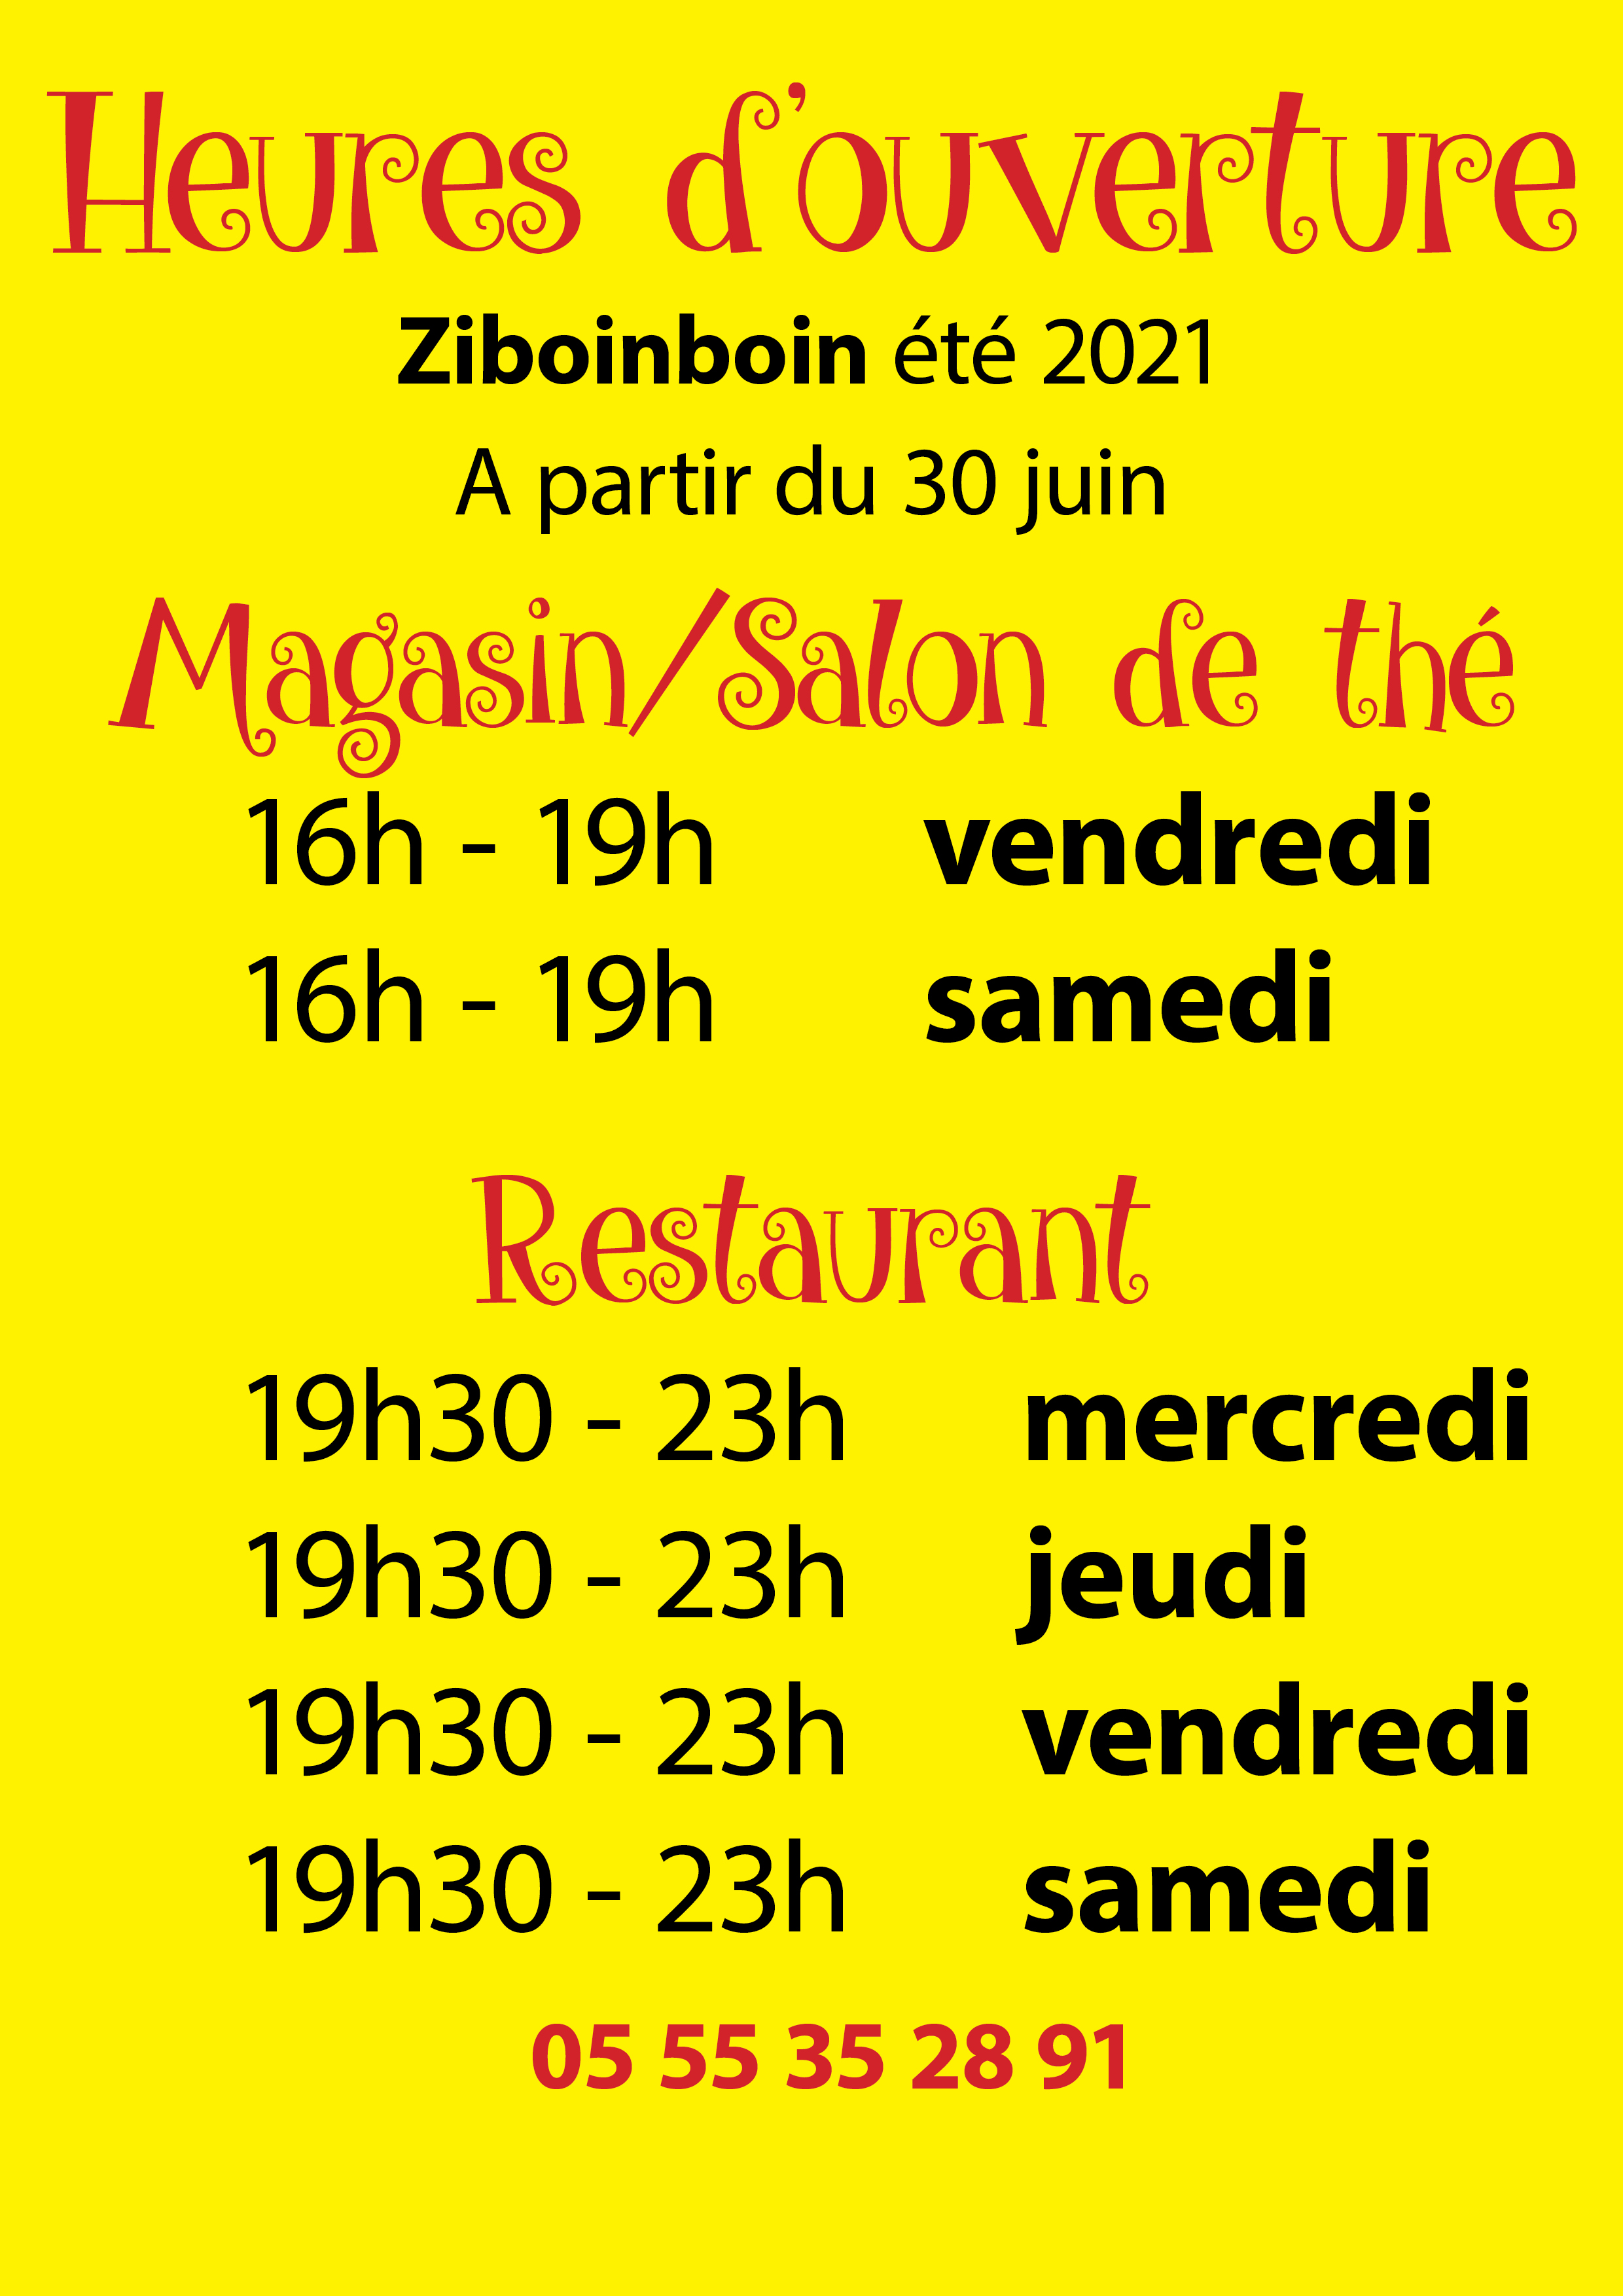 Heures d'ouverture
Ziboinboin été 2021
A partir du 30 juin
Magasin/Salon de thé
16h - 19h vendredi
16h - 19h samedi
Restaurant
19h30 - 23h mercredi
19h30 - 23h jeudi
19h30 - 23h vendredi
19h30 - 23h samedi
05 55 35 28 91